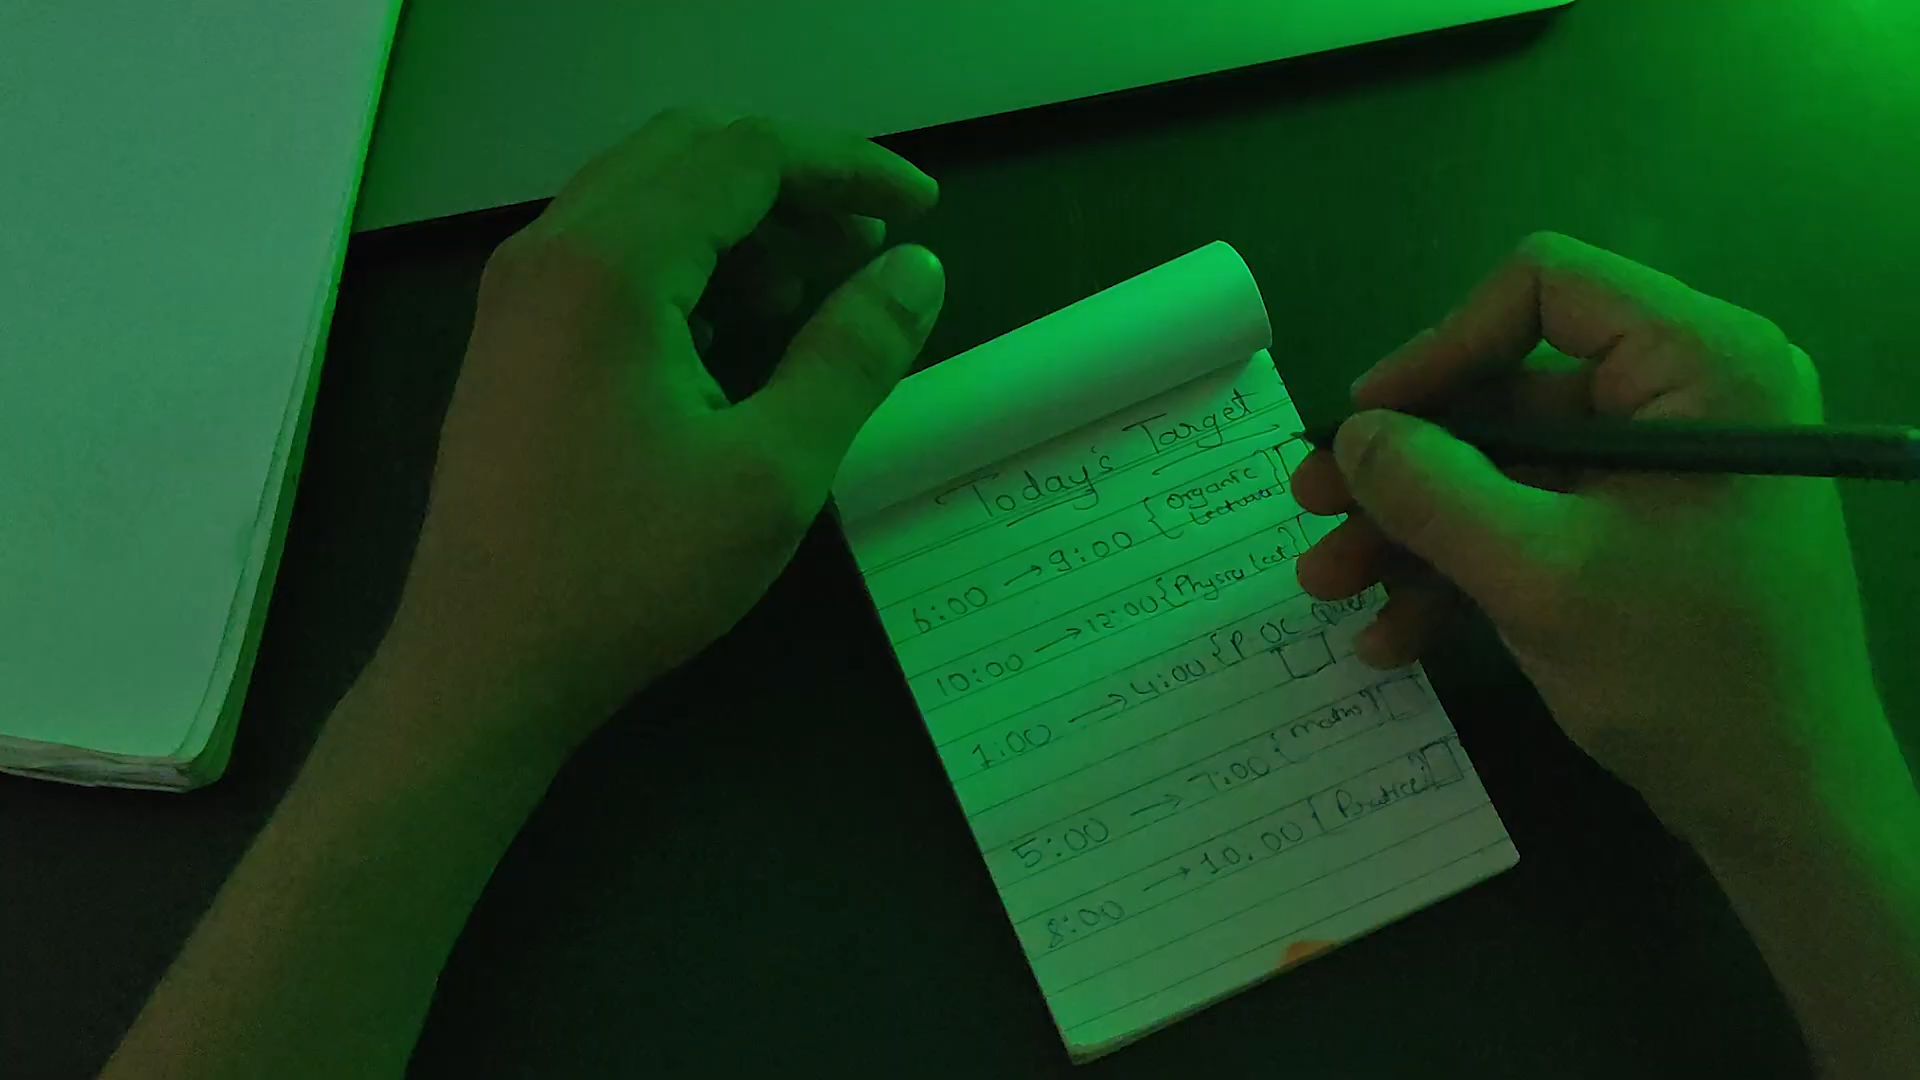 Today's Target
6:00 → 9:00 { Organic
Lectures }
10:00 → 12:00 { Physics Lect }
1:00 → 4:00 { P. OC Ques }
5:00 → 7:00 { Maths }
8:00 → 10.00 { Practice }